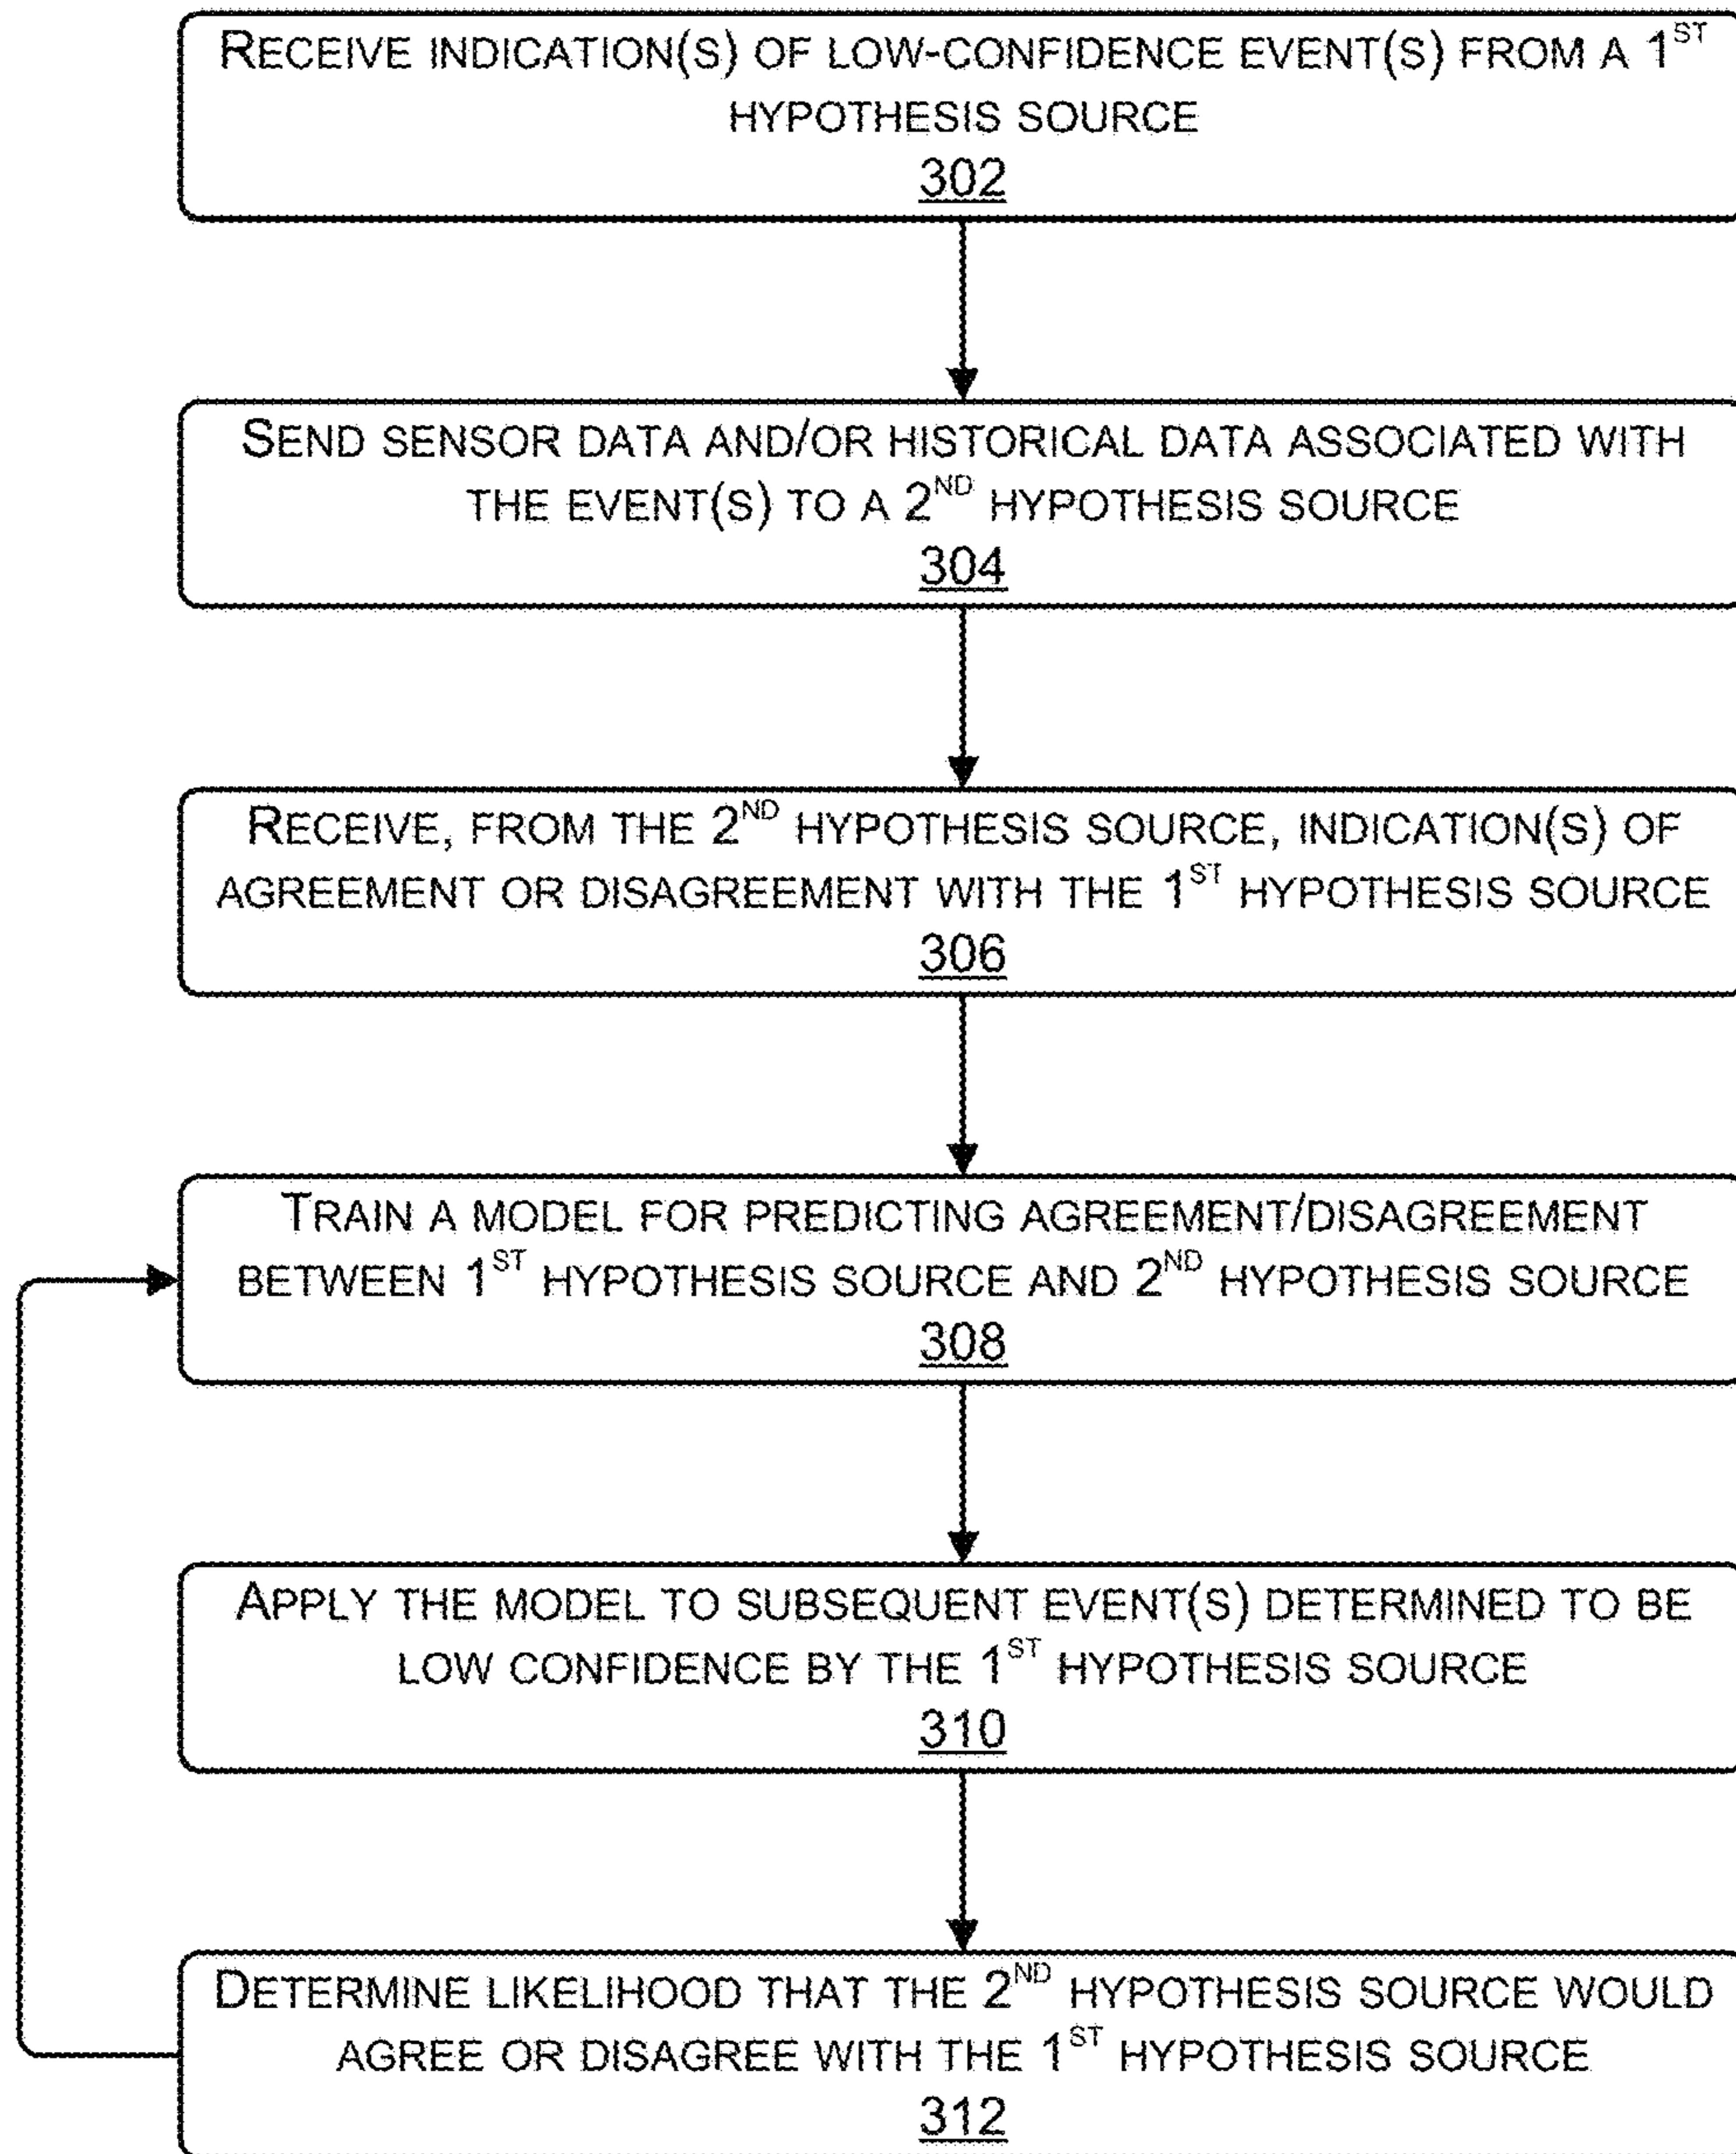 RECEIVE INDICATION(S) OF LOW-CONFIDENCE EVENT(S) FROM A 1ST
HYPOTHESIS SOURCE
302
SEND SENSOR DATA AND/OR HISTORICAL DATA ASSOCIATED WITH
THE EVENT(S) TO A 2ND HYPOTHESIS SOURCE
304
RECEIVE, FROM THE 2ND HYPOTHESIS SOURCE, INDICATION(S) OF
AGREEMENT OR DISAGREEMENT WITH THE 1ST HYPOTHESIS SOURCE
306
TRAIN A MODEL FOR PREDICTING AGREEMENT/DISAGREEMENT
BETWEEN 1ST HYPOTHESIS SOURCE AND 2ND HYPOTHESIS SOURCE
308
APPLY THE MODEL TO SUBSEQUENT EVENT(S) DETERMINED TO BE
LOW CONFIDENCE BY THE 1ST HYPOTHESIS SOURCE
310
DETERMINE LIKELIHOOD THAT THE 2ND HYPOTHESIS SOURCE WOULD
AGREE OR DISAGREE WITH THE 1ST HYPOTHESIS SOURCE
312